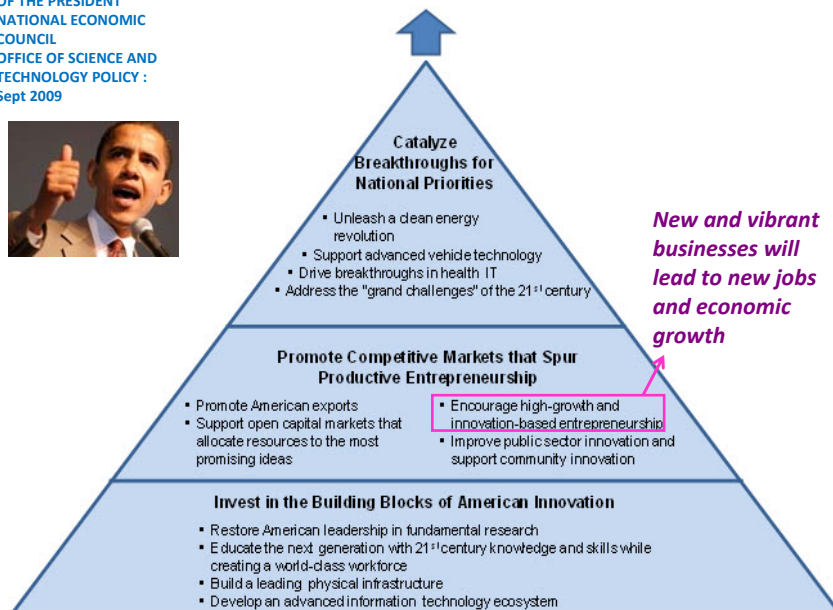 OF THE PRESIDENT
NATIONAL ECONOMIC
COUNCIL
OFFICE OF SCIENCE AND
TECHNOLOGY POLICY :
Sept 2009
Catalyze
Breakthroughs for
National Priorities
▪ Unleash a clean energy
revolution
▪ Support advanced vehicle technology
▪ Drive breakthroughs in health IT
▪ Address the "grand challenges" of the 21st century
New and vibrant
businesses will
lead to new jobs
and economic
growth
Promote Competitive Markets that Spur
Productive Entrepreneurship
▪ Promote American exports
▪ Support open capital markets that
allocate resources to the most
promising ideas
▪ Encourage high-growth and
innovation-based entrepreneurship
▪ Improve public sector innovation and
support community innovation
Invest in the Building Blocks of American Innovation
▪ Restore American leadership in fundamental research
▪ Educate the next generation with 21st century knowledge and skills while
creating a world-class workforce
▪ Build a leading physical infrastructure
▪ Develop an advanced information technology ecosystem